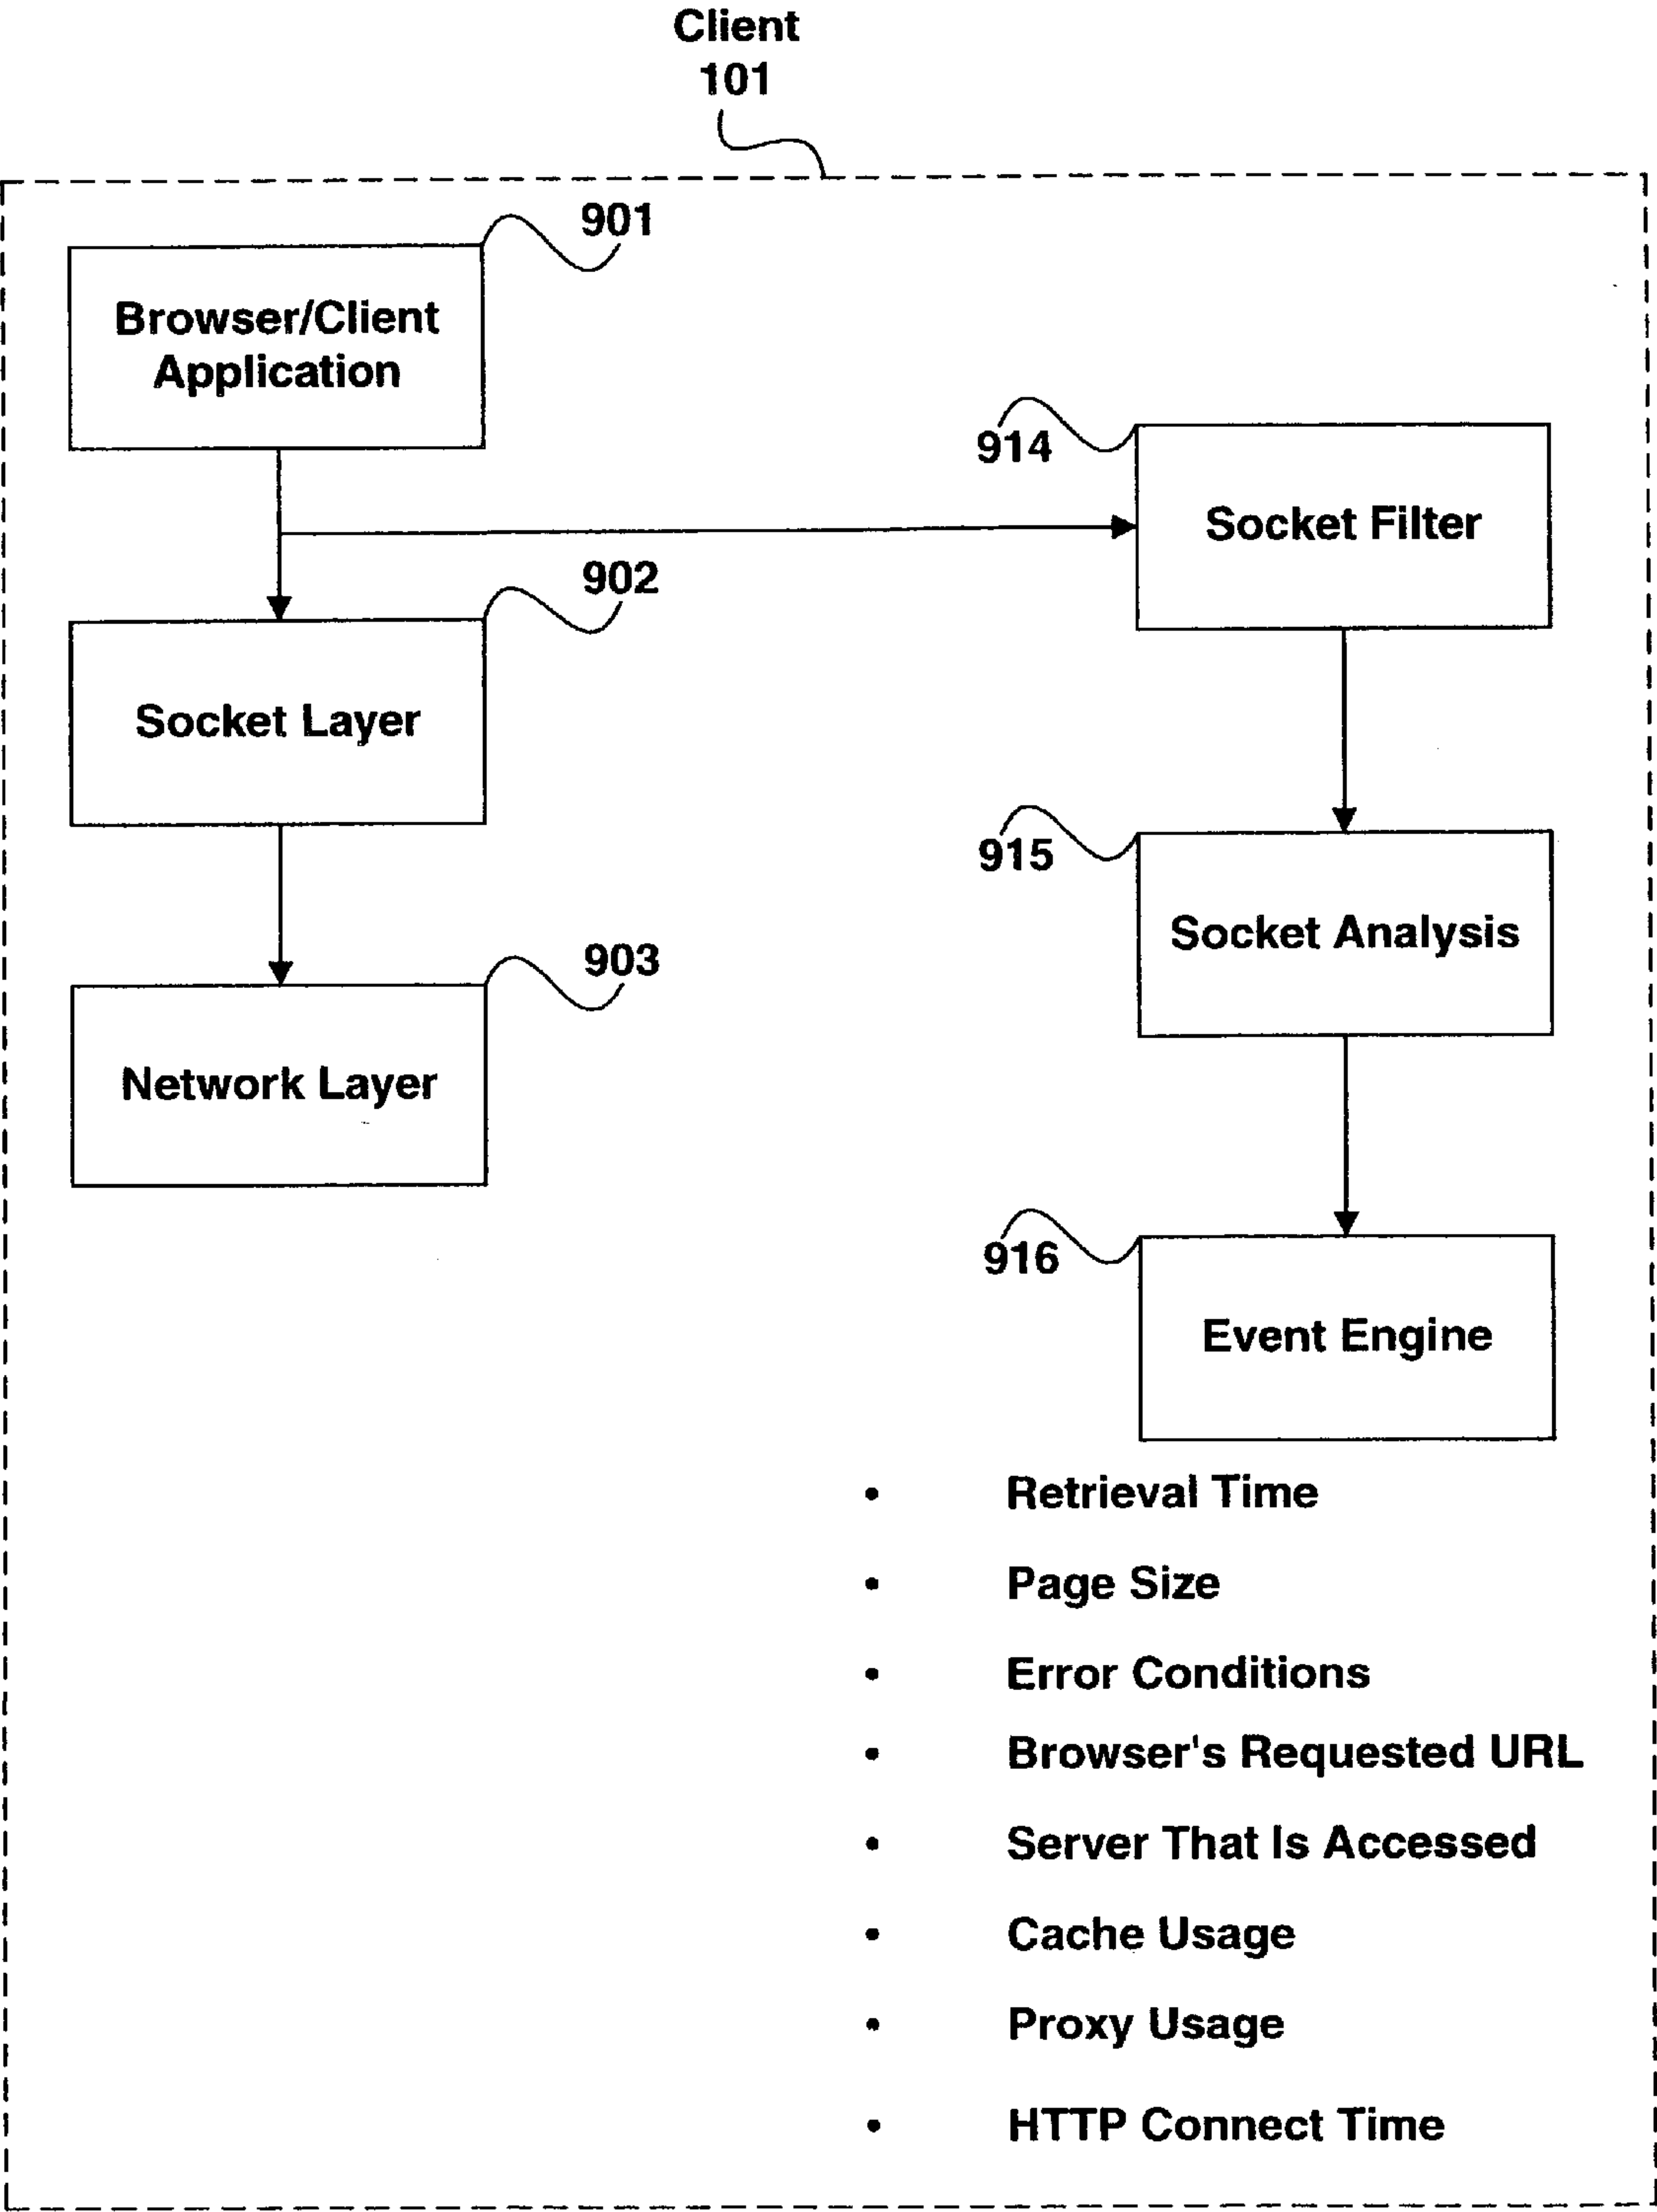 Client
101
901
Browser/Client
Application
914
Socket Filter
902
Socket Layer
915
Socket Analysis
903
Network Layer
916
Event Engine
• Retrieval Time
• Page Size
• Error Conditions
• Browser's Requested URL
• Server That Is Accessed
• Cache Usage
• Proxy Usage
• HTTP Connect Time